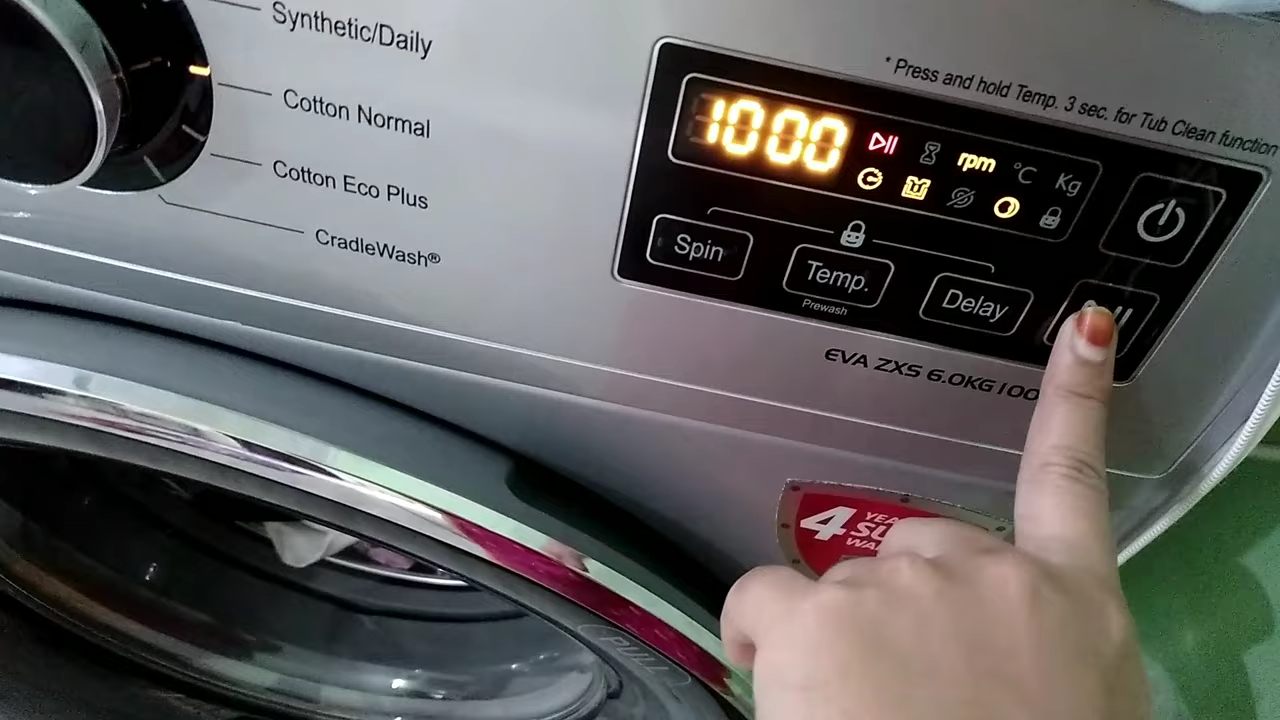 Synthetic/Daily
Cotton Normal
Cotton Eco Plus
CradleWash®
* Press and hold Temp. 3 sec. for Tub Clean function
1000
rpm °C Kg
Spin
Temp.
Prewash
Delay
EVA ZXS 6.0KG 100
4
PULL